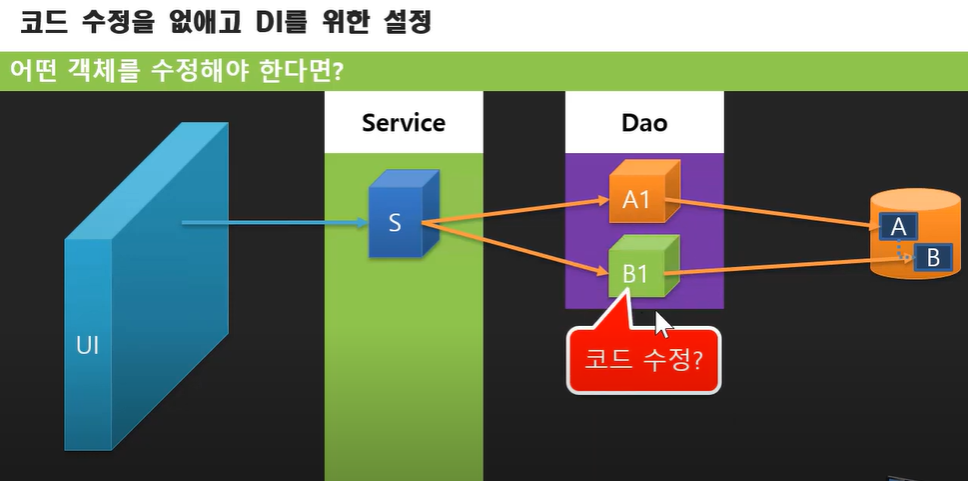 코드 수정을 없애고 DI를 위한 설정
어떤 객체를 수정해야 한다면?
Service
Dao
UI
S
A1
B1
A
B
코드 수정?